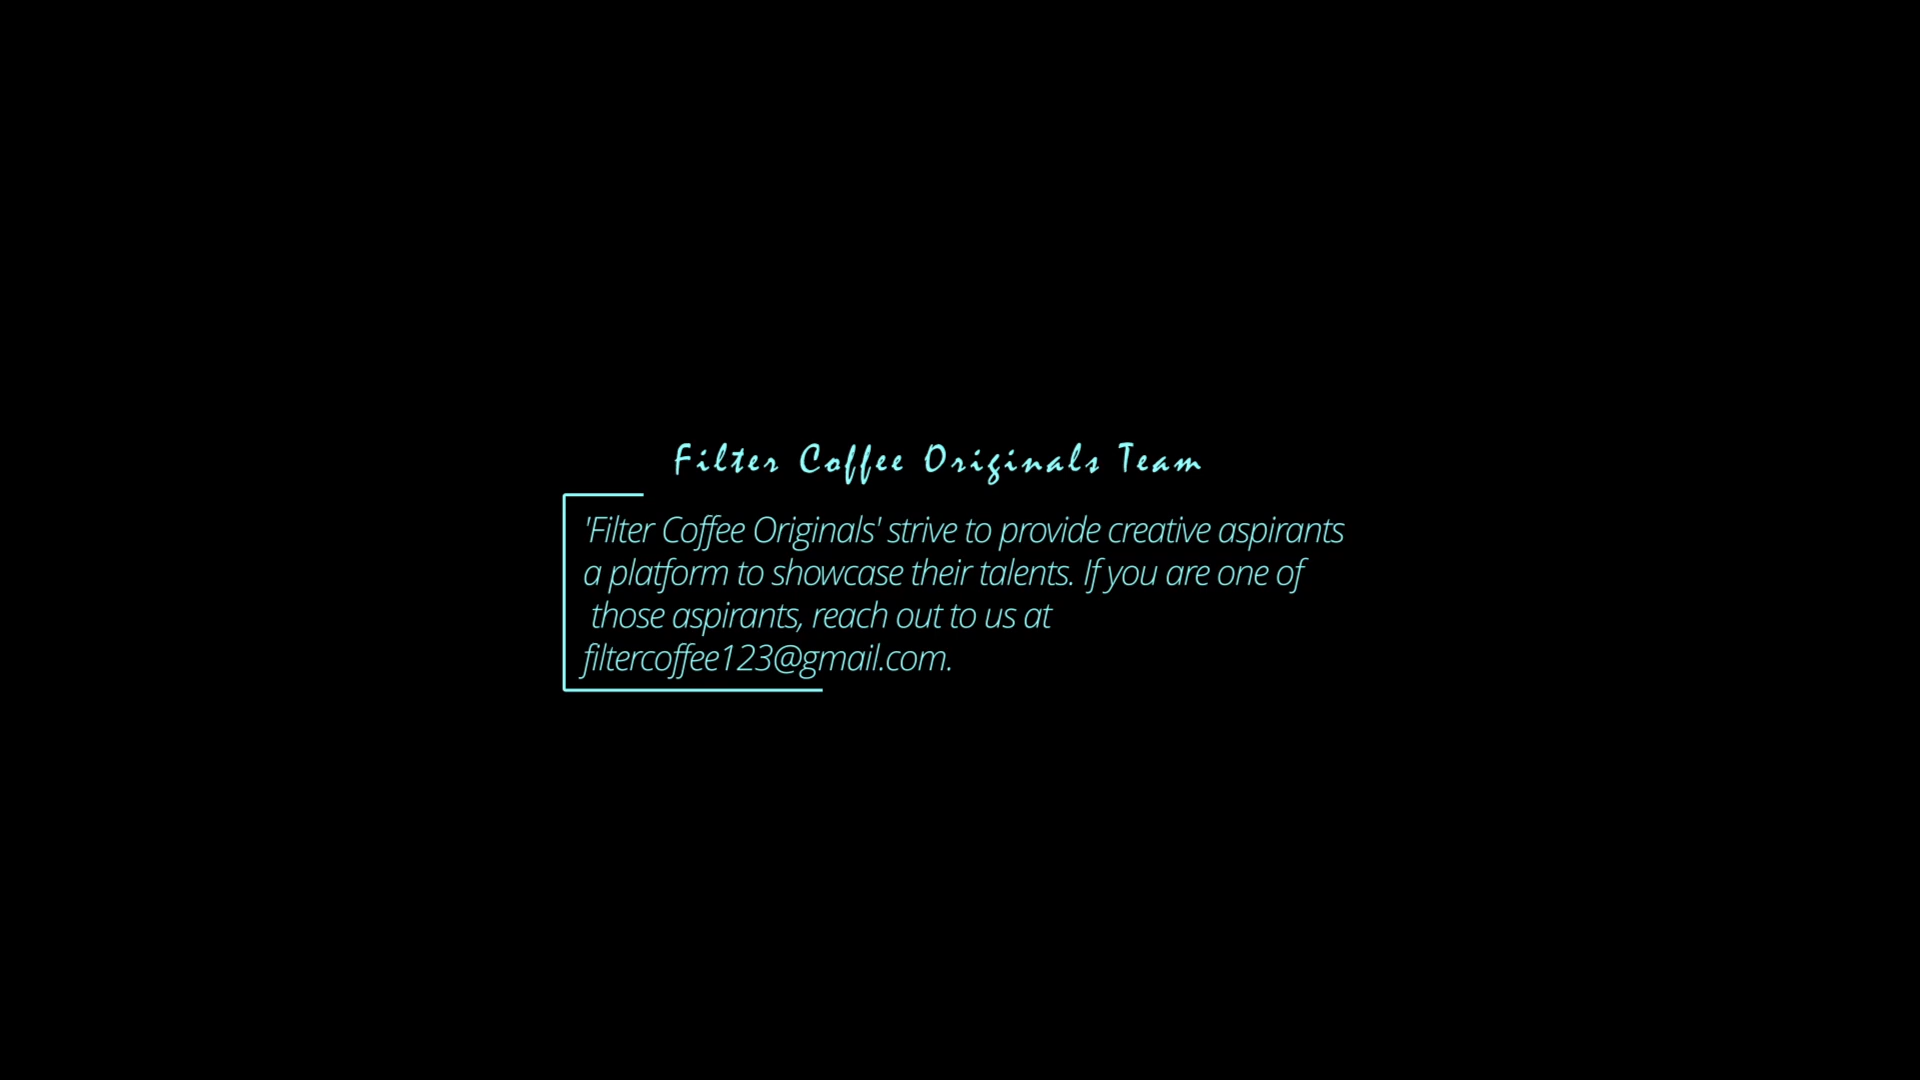 Filter Coffee Originals Team
'Filter Coffee Originals' strive to provide creative aspirants
a platform to showcase their talents. If you are one of
those aspirants, reach out to us at
filtercoffee123@gmail.com.